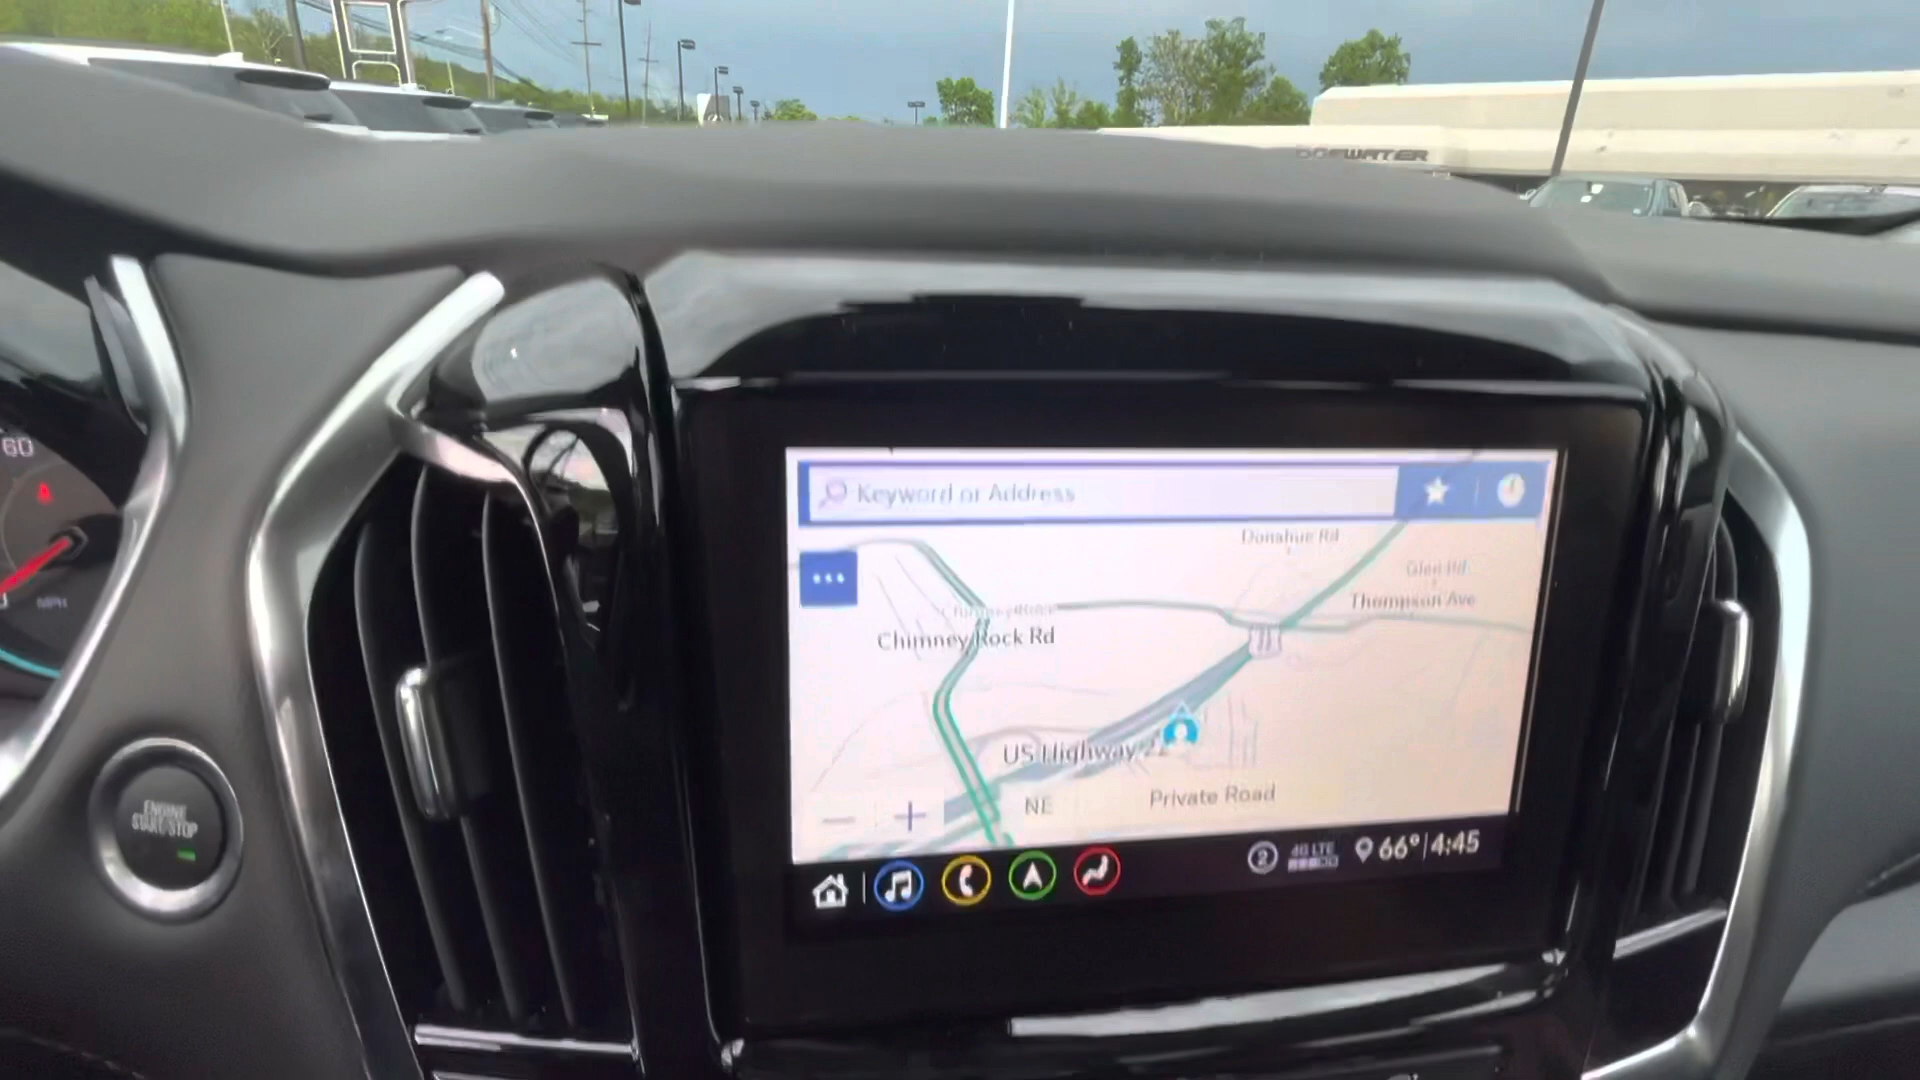 60
MPH
ENGINE
START/STOP
Keyword or Address
Donahue Rd
Glen Rd
Thompson Ave
Chimney Rock Rd
US Highway 22
NE
Private Road
2
4G LTE
66° 4:45